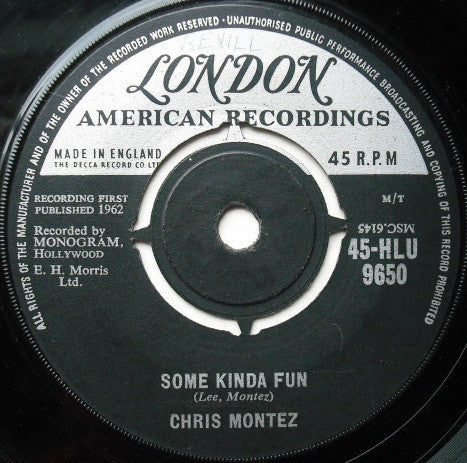 ALL RIGHTS OF THE MANUFACTURER AND OF THE OWNER OF THE RECORDED WORK RESERVED · UNAUTHORISED PUBLIC PERFORMANCE BROADCASTING AND COPYING OF THIS RECORD PROHIBITED
REVILL
LONDON
AMERICAN RECORDINGS
MADE IN ENGLAND
THE DECCA RECORD CO LTD
45 R.P.M
RECORDING FIRST
PUBLISHED 1962
M/T
MSC.6145
Recorded by
MONOGRAM,
HOLLYWOOD
45-HLU
9650
E. H. Morris
Ltd.
SOME KINDA FUN
(Lee, Montez)
CHRIS MONTEZ